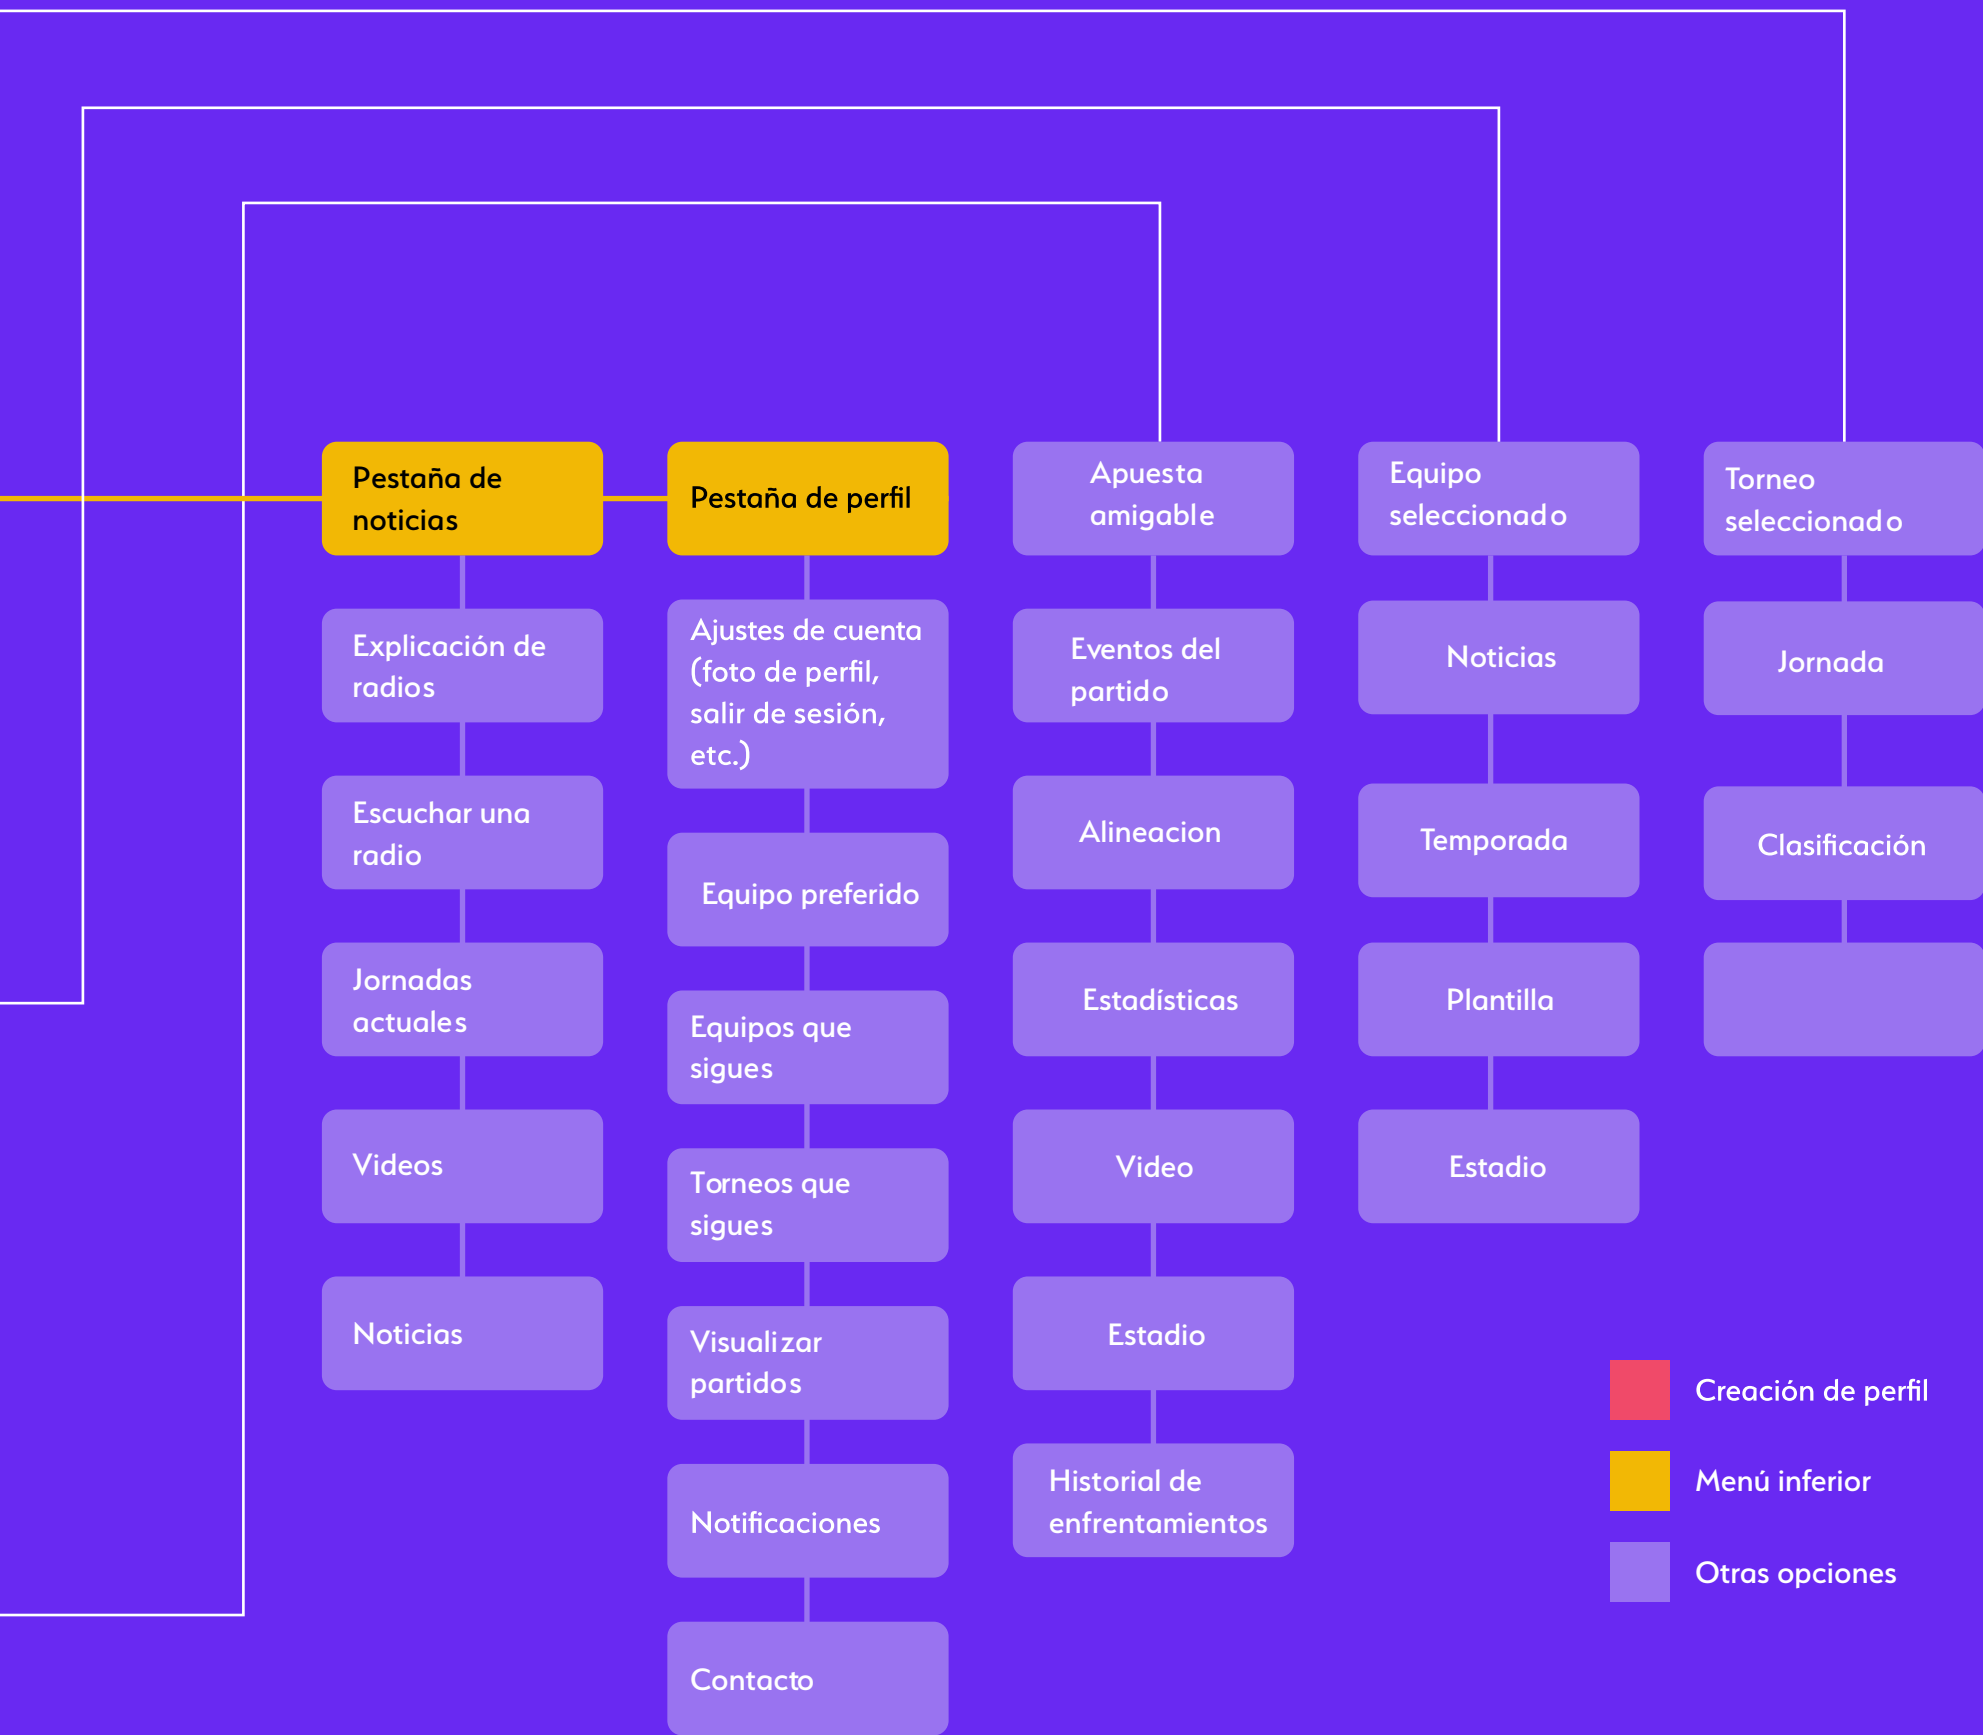 Pestaña de
noticias
Explicación de
radios
Escuchar una
radio
Jornadas
actuales
Videos
Noticias
Pestaña de perfil
Ajustes de cuenta
(foto de perfil,
salir de sesión,
etc.)
Equipo preferido
Equipos que
sigues
Torneos que
sigues
Visualizar
partidos
Notificaciones
Contacto
Apuesta
amigable
Eventos del
partido
Alineacion
Estadísticas
Video
Estadio
Historial de
enfrentamientos
Equipo
seleccionado
Noticias
Temporada
Plantilla
Estadio
Torneo
seleccionado
Jornada
Clasificación
Creación de perfil
Menú inferior
Otras opciones